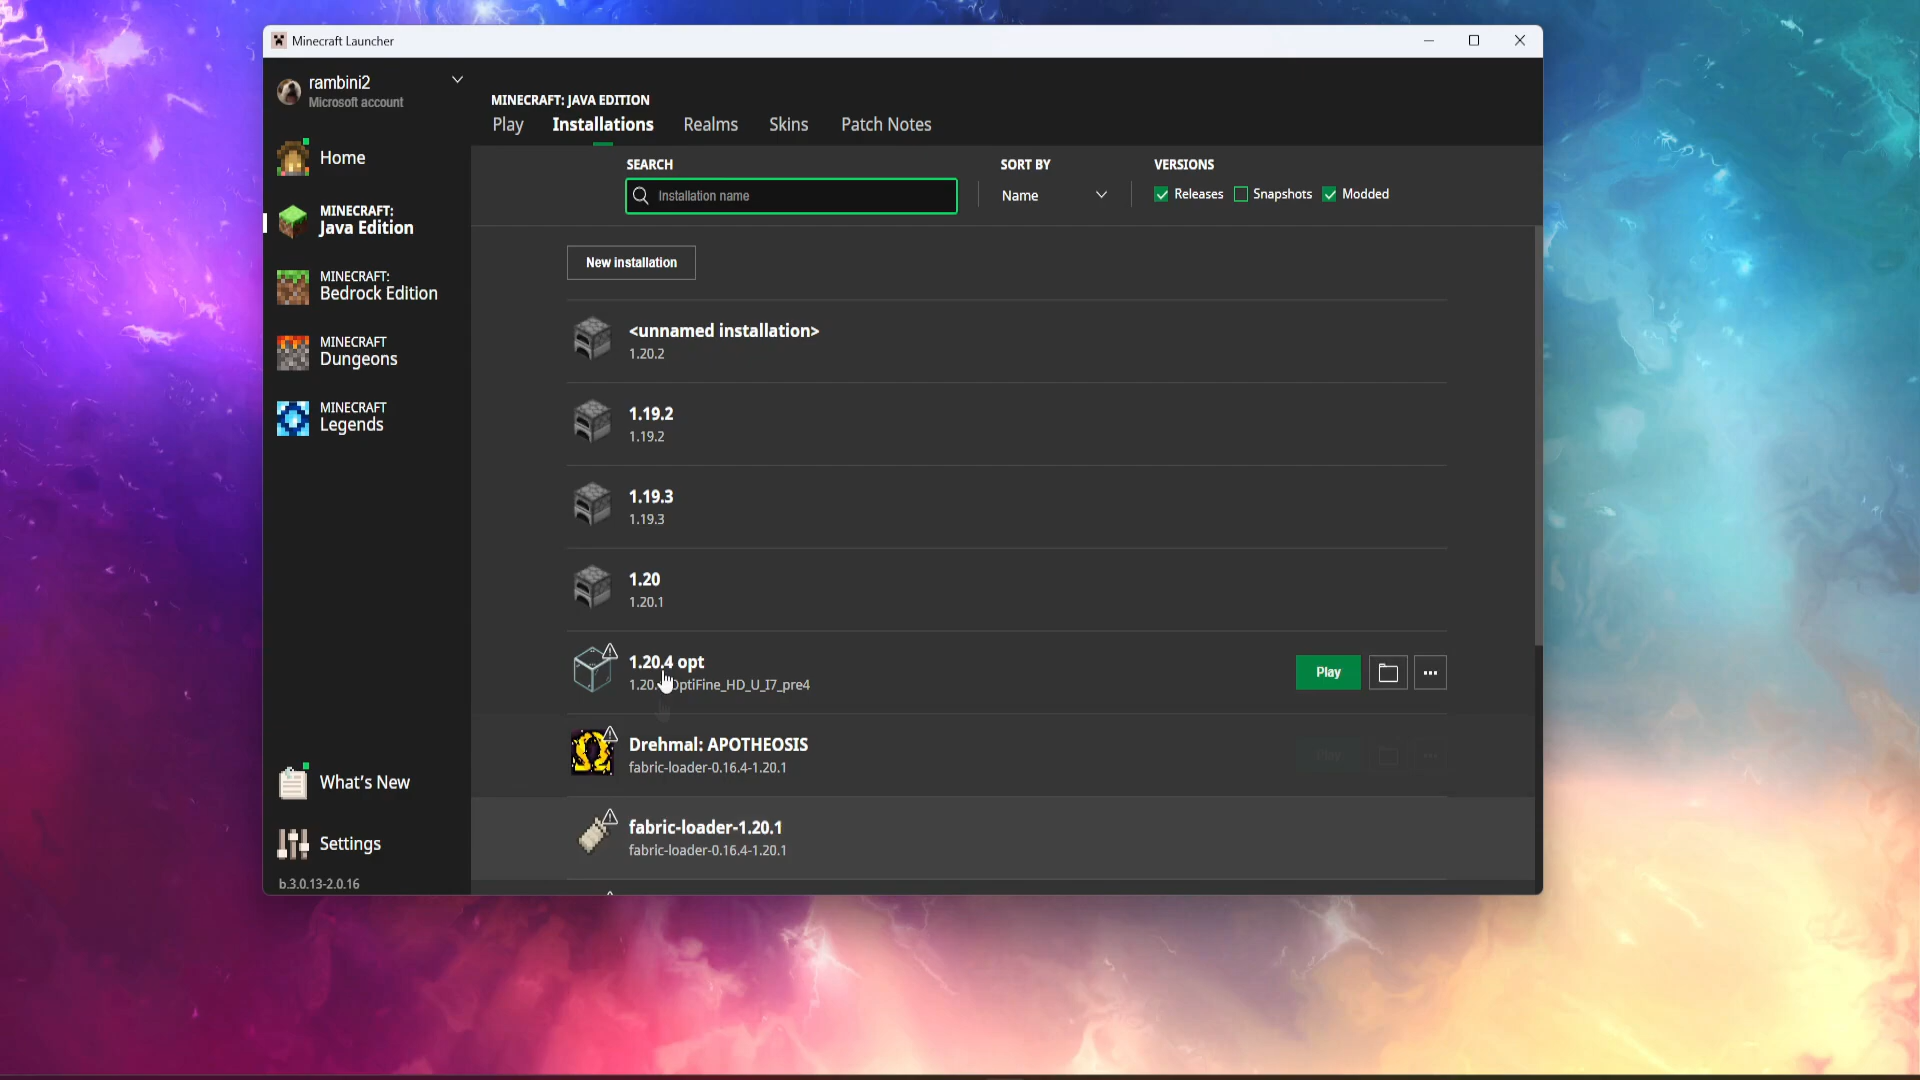 Minecraft Launcher
rambini2
Microsoft account
Home
MINECRAFT:
Java Edition
MINECRAFT:
Bedrock Edition
MINECRAFT
Dungeons
MINECRAFT
Legends
What's New
Settings
b.3.0.13-2.0.16
MINECRAFT: JAVA EDITION
Play Installations Realms Skins Patch Notes
SEARCH
Installation name
SORT BY
Name
VERSIONS
Releases Snapshots Modded
New installation
<unnamed installation>
1.20.2
1.19.2
1.19.2
1.19.3
1.19.3
1.20
1.20.1
1.20.4 opt
1.20. OptiFine_HD_U_I7_pre4
Play
Drehmal: APOTHEOSIS
fabric-loader-0.16.4-1.20.1
Play
fabric-loader-1.20.1
fabric-loader-0.16.4-1.20.1